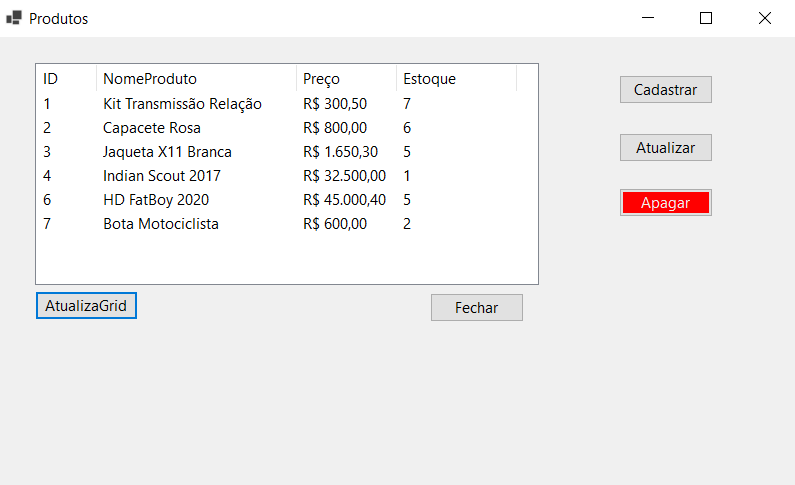 Produtos
ID NomeProduto Preço Estoque
1 Kit Transmissão Relação R$ 300,50 7
2 Capacete Rosa R$ 800,00 6
3 Jaqueta X11 Branca R$ 1.650,30 5
4 Indian Scout 2017 R$ 32.500,00 1
6 HD FatBoy 2020 R$ 45.000,40 5
7 Bota Motociclista R$ 600,00 2
Cadastrar
Atualizar
Apagar
AtualizaGrid
Fechar